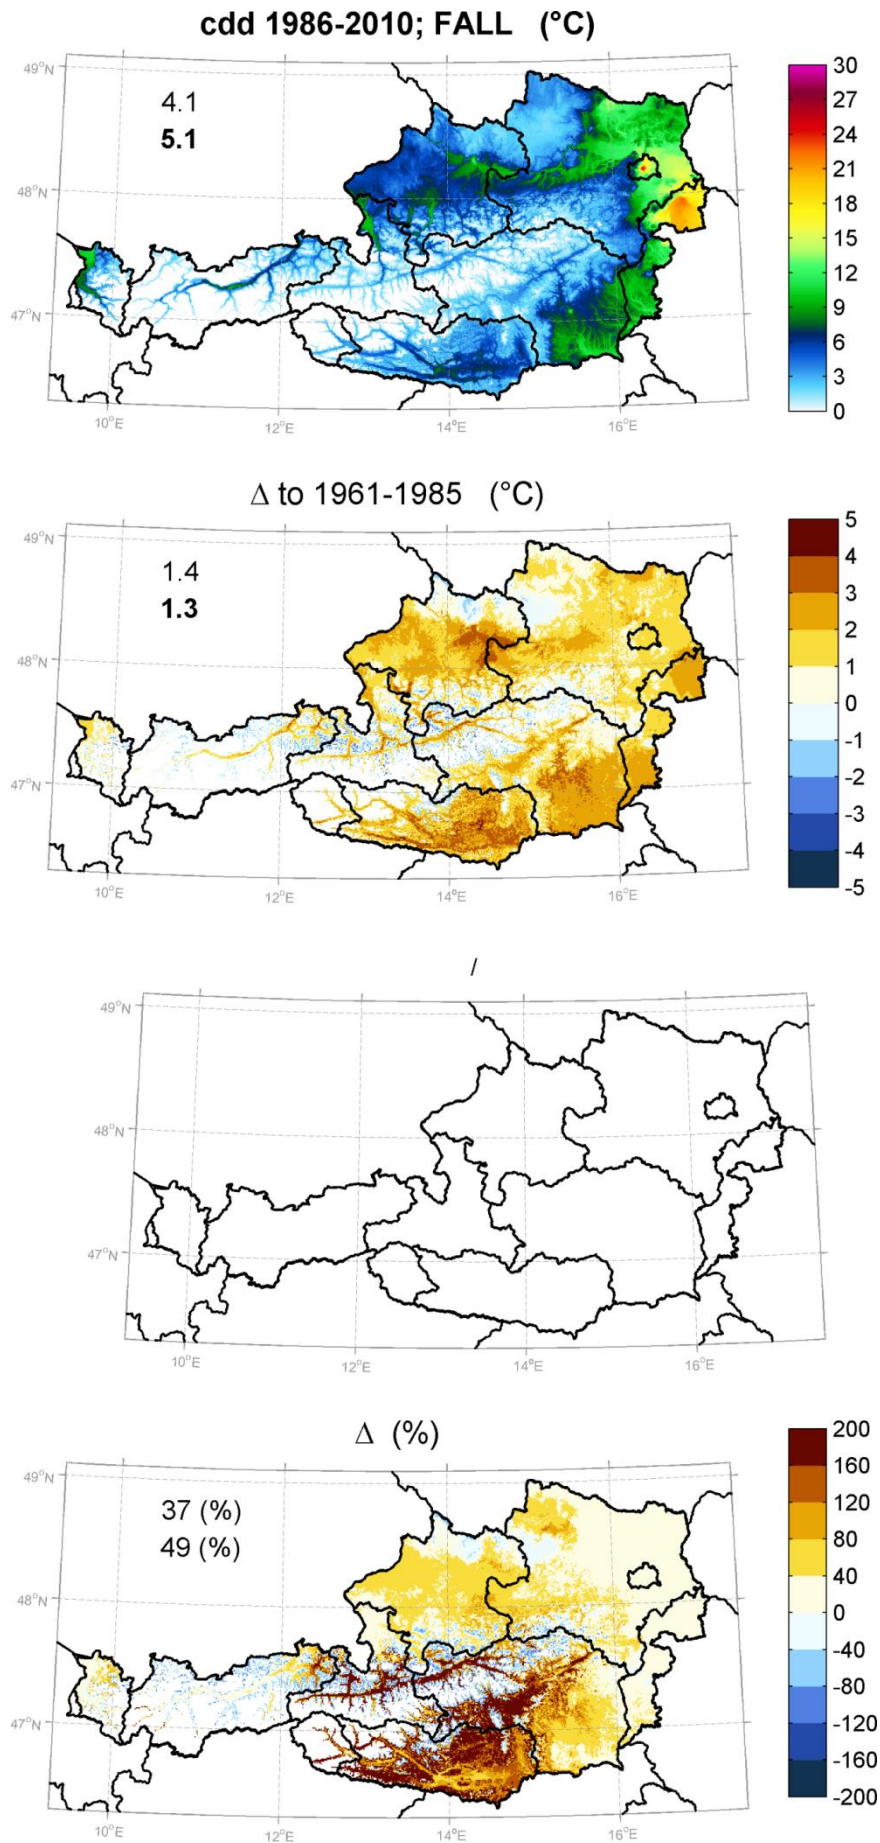 cdd 1986-2010; FALL (°C)
49°N
48°N
47°N
10°E
12°E
14°E
16°E
4.1
5.1
30
27
24
21
18
15
12
9
6
3
0
Δ to 1961-1985 (°C)
49°N
48°N
47°N
10°E
12°E
14°E
16°E
1.4
1.3
5
4
3
2
1
0
-1
-2
-3
-4
-5
/
49°N
48°N
47°N
10°E
12°E
14°E
16°E
Δ (%)
49°N
48°N
47°N
10°E
12°E
14°E
16°E
37 (%)
49 (%)
200
160
120
80
40
0
-40
-80
-120
-160
-200